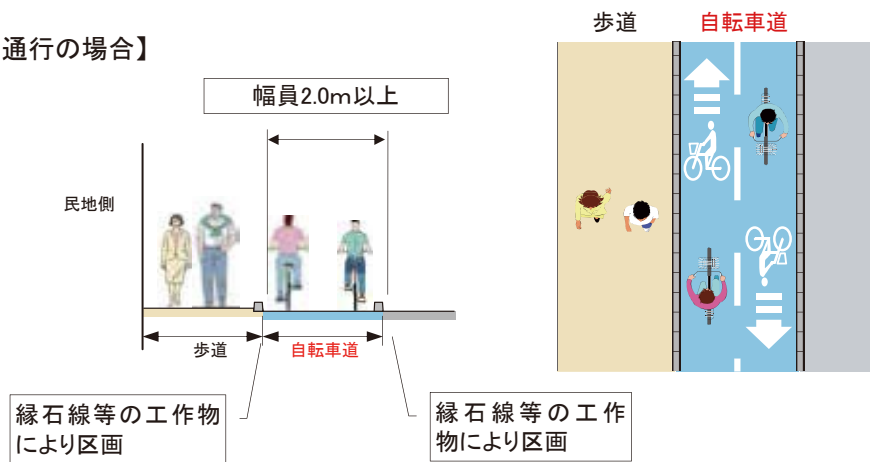 通行の場合】
幅員2.0m以上
民地側
歩道
自転車道
縁石線等の工作物
により区画
縁石線等の工作
物により区画
歩道
自転車道